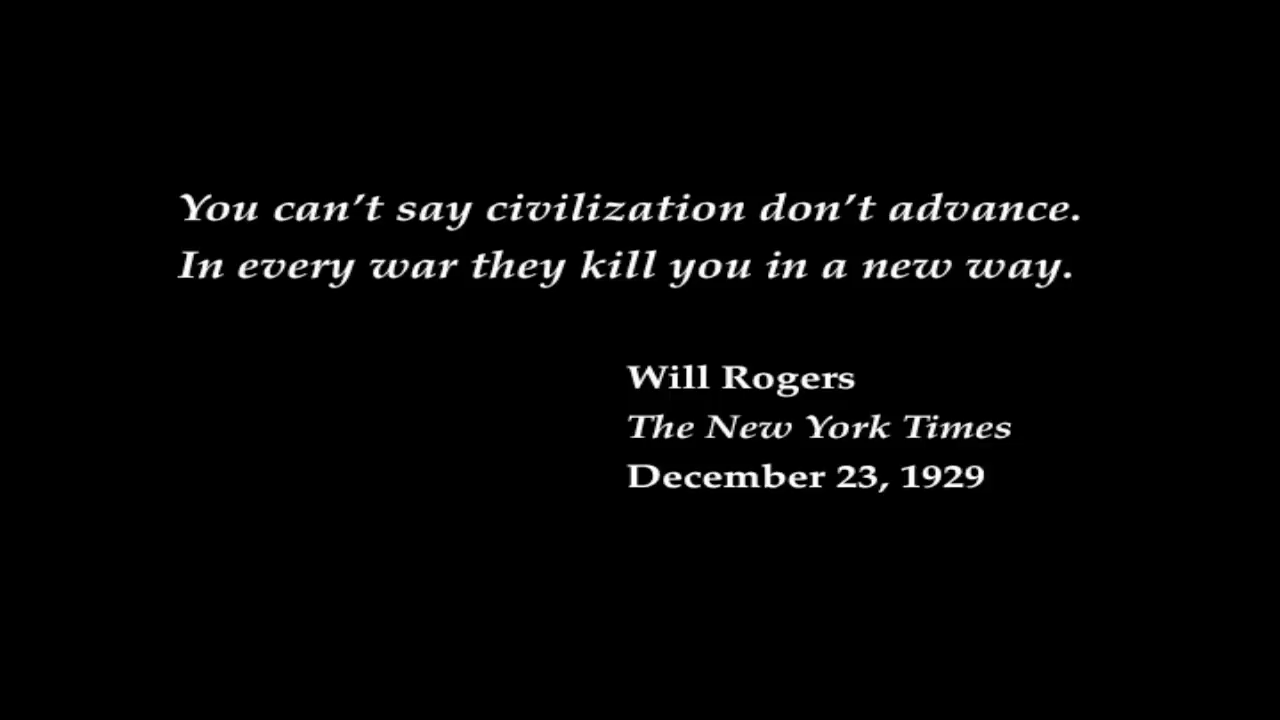 You can’t say civilization don’t advance.
In every war they kill you in a new way.
Will Rogers
The New York Times
December 23, 1929